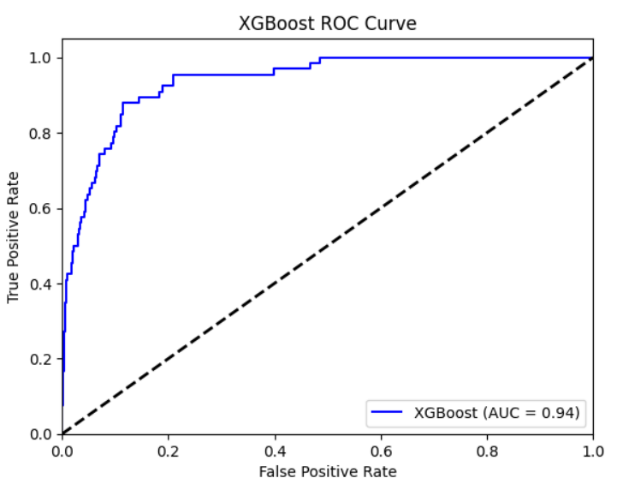 XGBoost ROC Curve
True Positive Rate
1.0
0.8
0.6
0.4
0.2
0.0
XGBoost (AUC = 0.94)
0.0 0.2 0.4 0.6 0.8 1.0
False Positive Rate